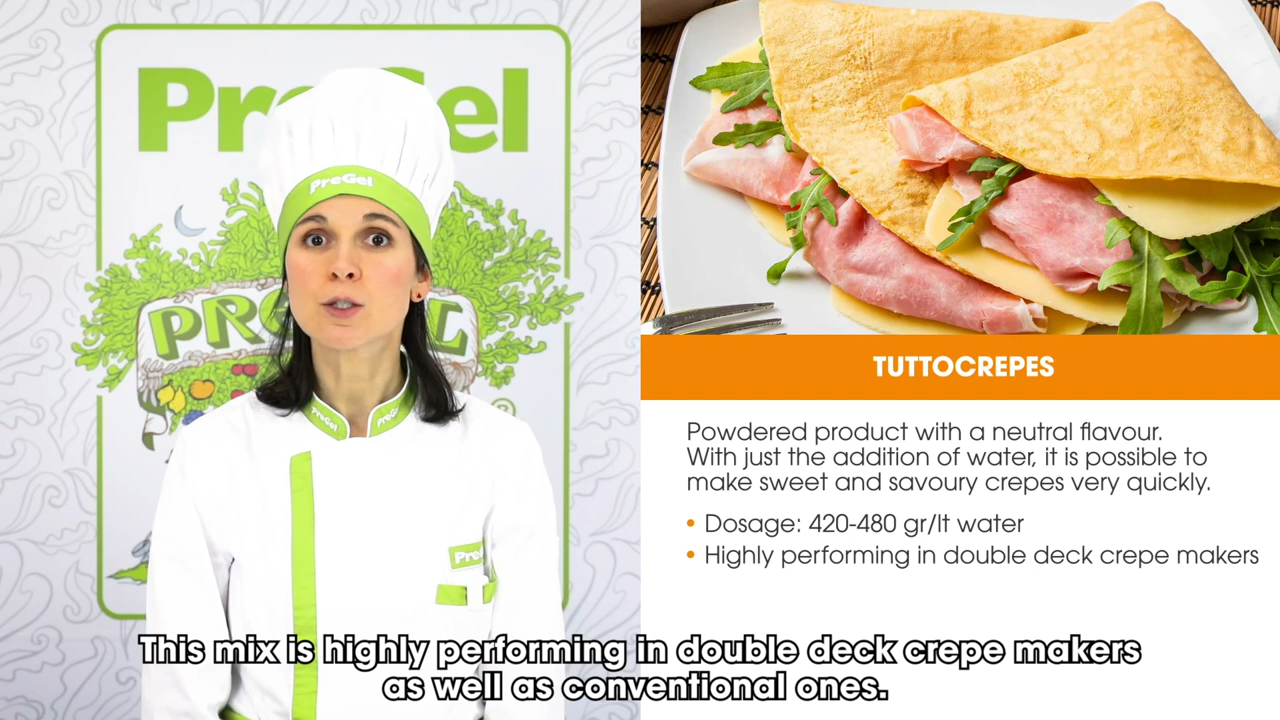 PreGel
PreGel
PREGEL
PreGel
PreGel
®
TUTTOCREPES
Powdered product with a neutral flavour.
With just the addition of water, it is possible to
make sweet and savoury crepes very quickly.
• Dosage: 420-480 gr/lt water
• Highly performing in double deck crepe makers
This mix is highly performing in double deck crepe makers
as well as conventional ones.